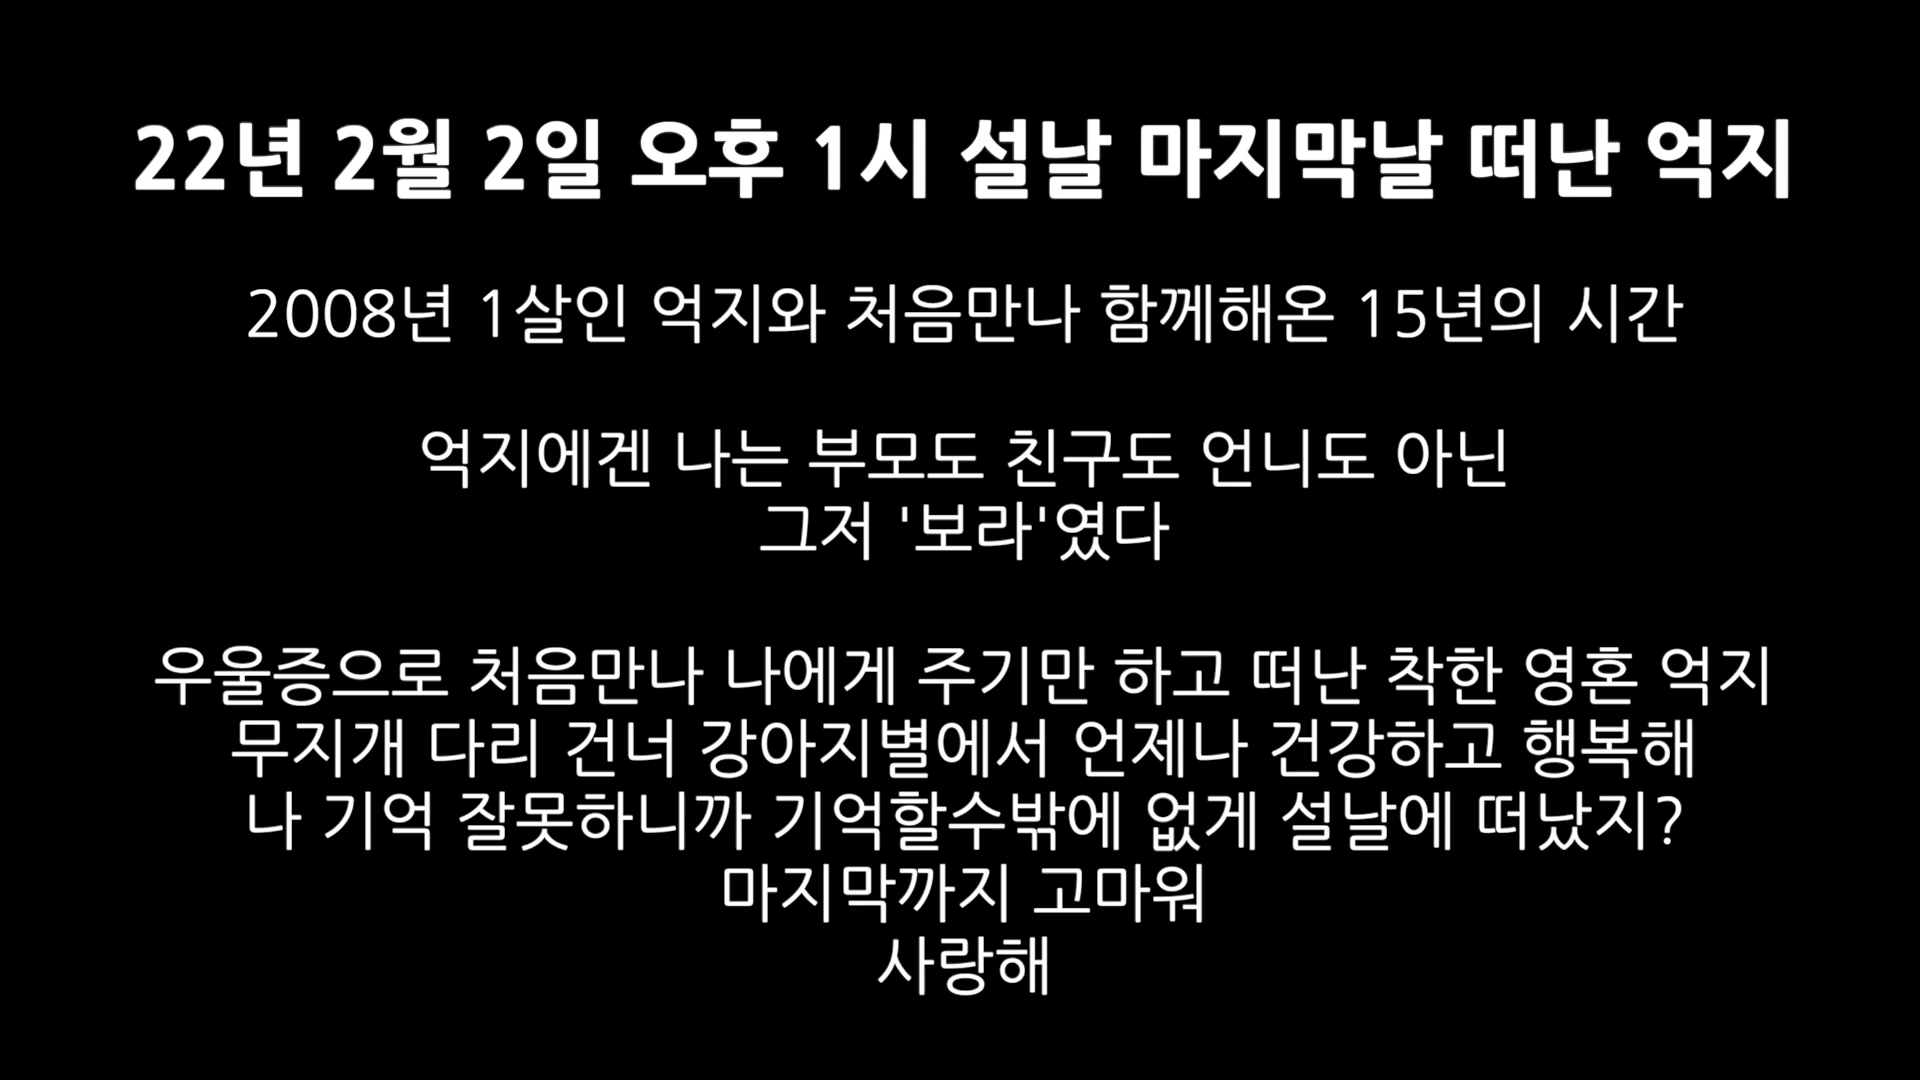 22년 2월 2일 오후 1시 설날 마지막날 떠난 억지
2008년 1살인 억지와 처음만나 함께해온 15년의 시간
억지에겐 나는 부모도 친구도 언니도 아닌
그저 '보라'였다
우울증으로 처음만나 나에게 주기만 하고 떠난 착한 영혼 억지
무지개 다리 건너 강아지별에서 언제나 건강하고 행복해
나 기억 잘못하니까 기억할수밖에 없게 설날에 떠났지?
마지막까지 고마워
사랑해